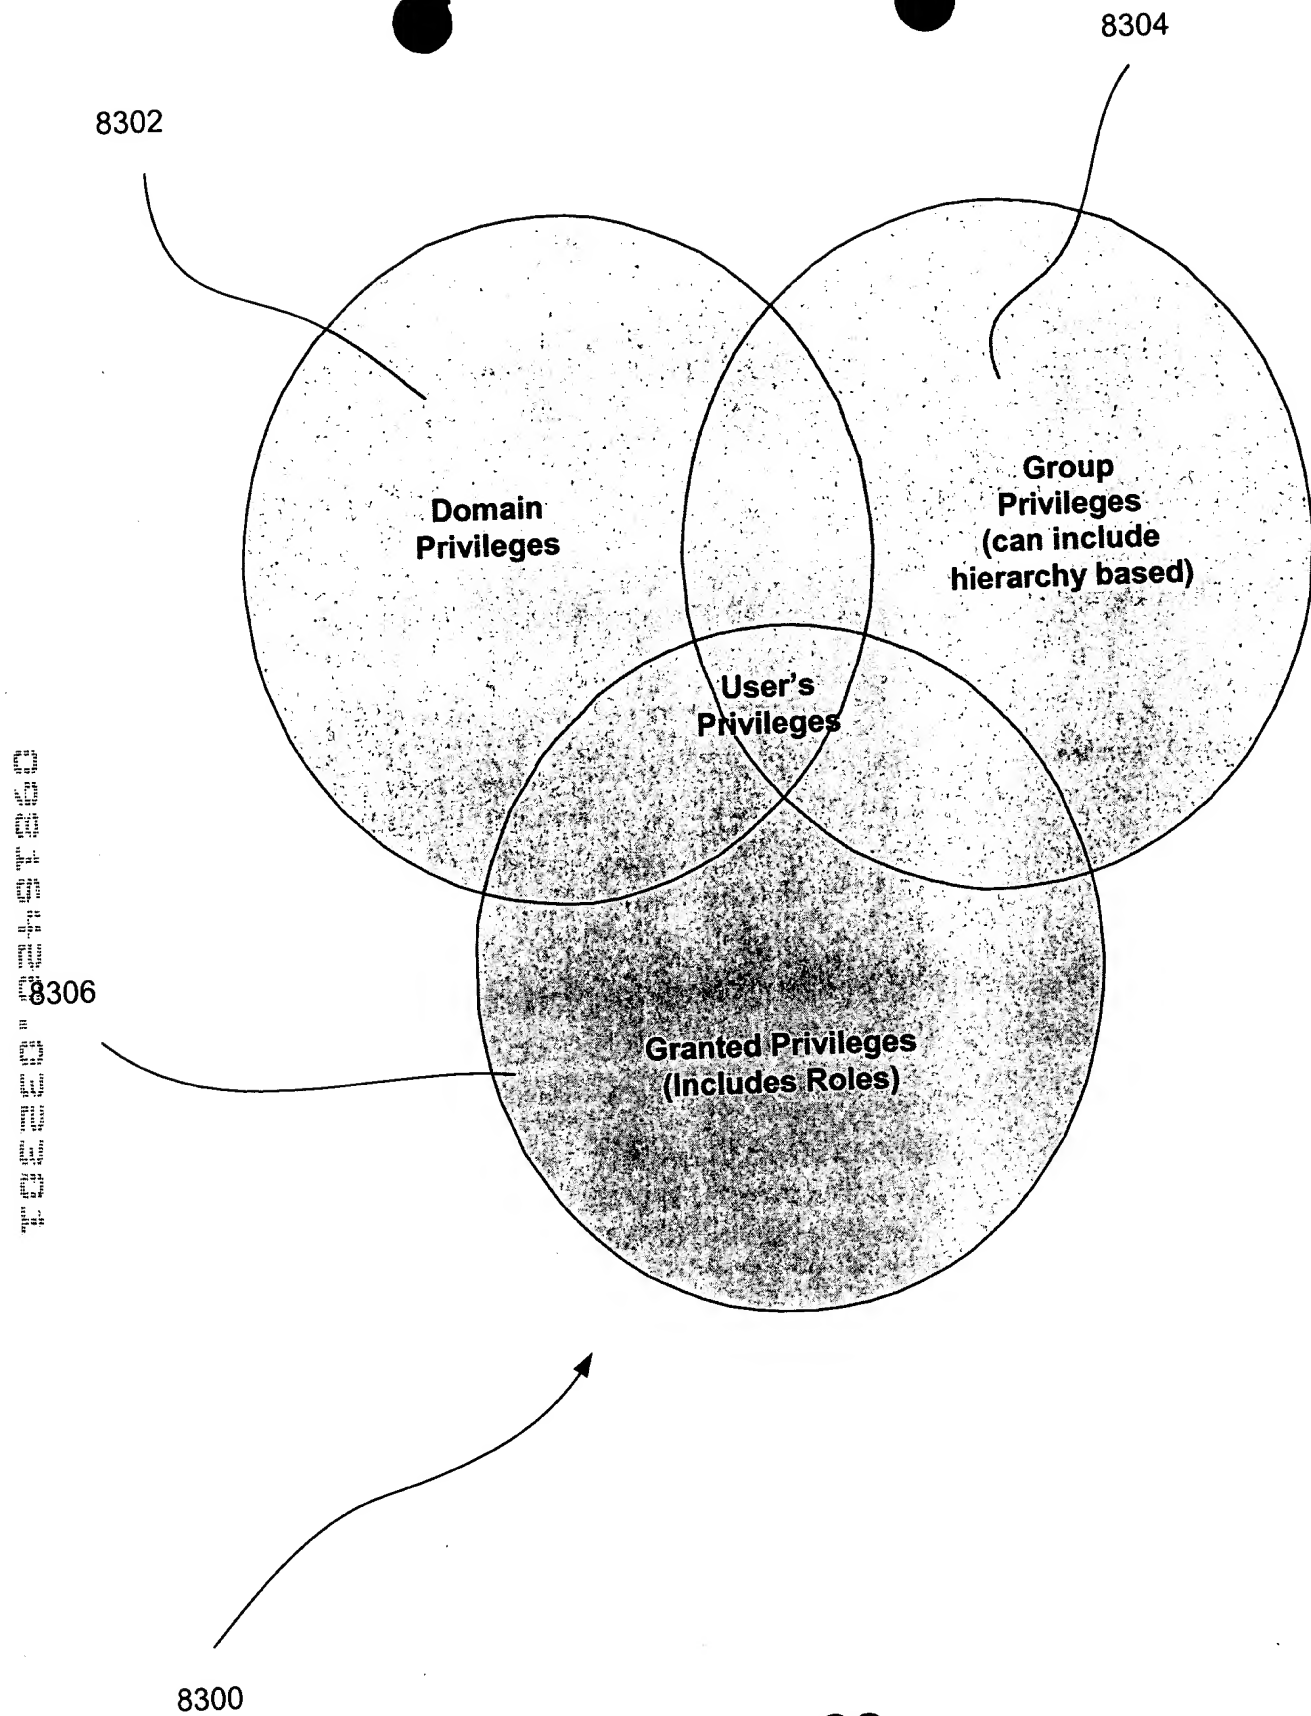 8304
8302
Group
Privileges
(can include
hierarchy based)
Domain
Privileges
User's
Privileges
8306
Granted Privileges
(Includes Roles)
8300